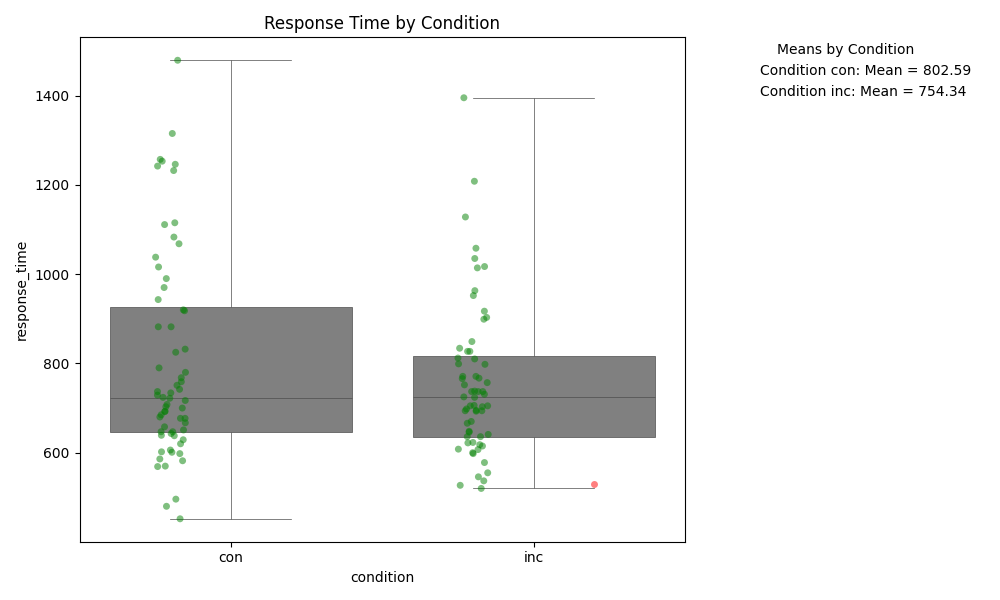 Response Time by Condition
Means by Condition
Condition con: Mean = 802.59
Condition inc: Mean = 754.34
response_time
1400
1200
1000
800
600
con
inc
condition